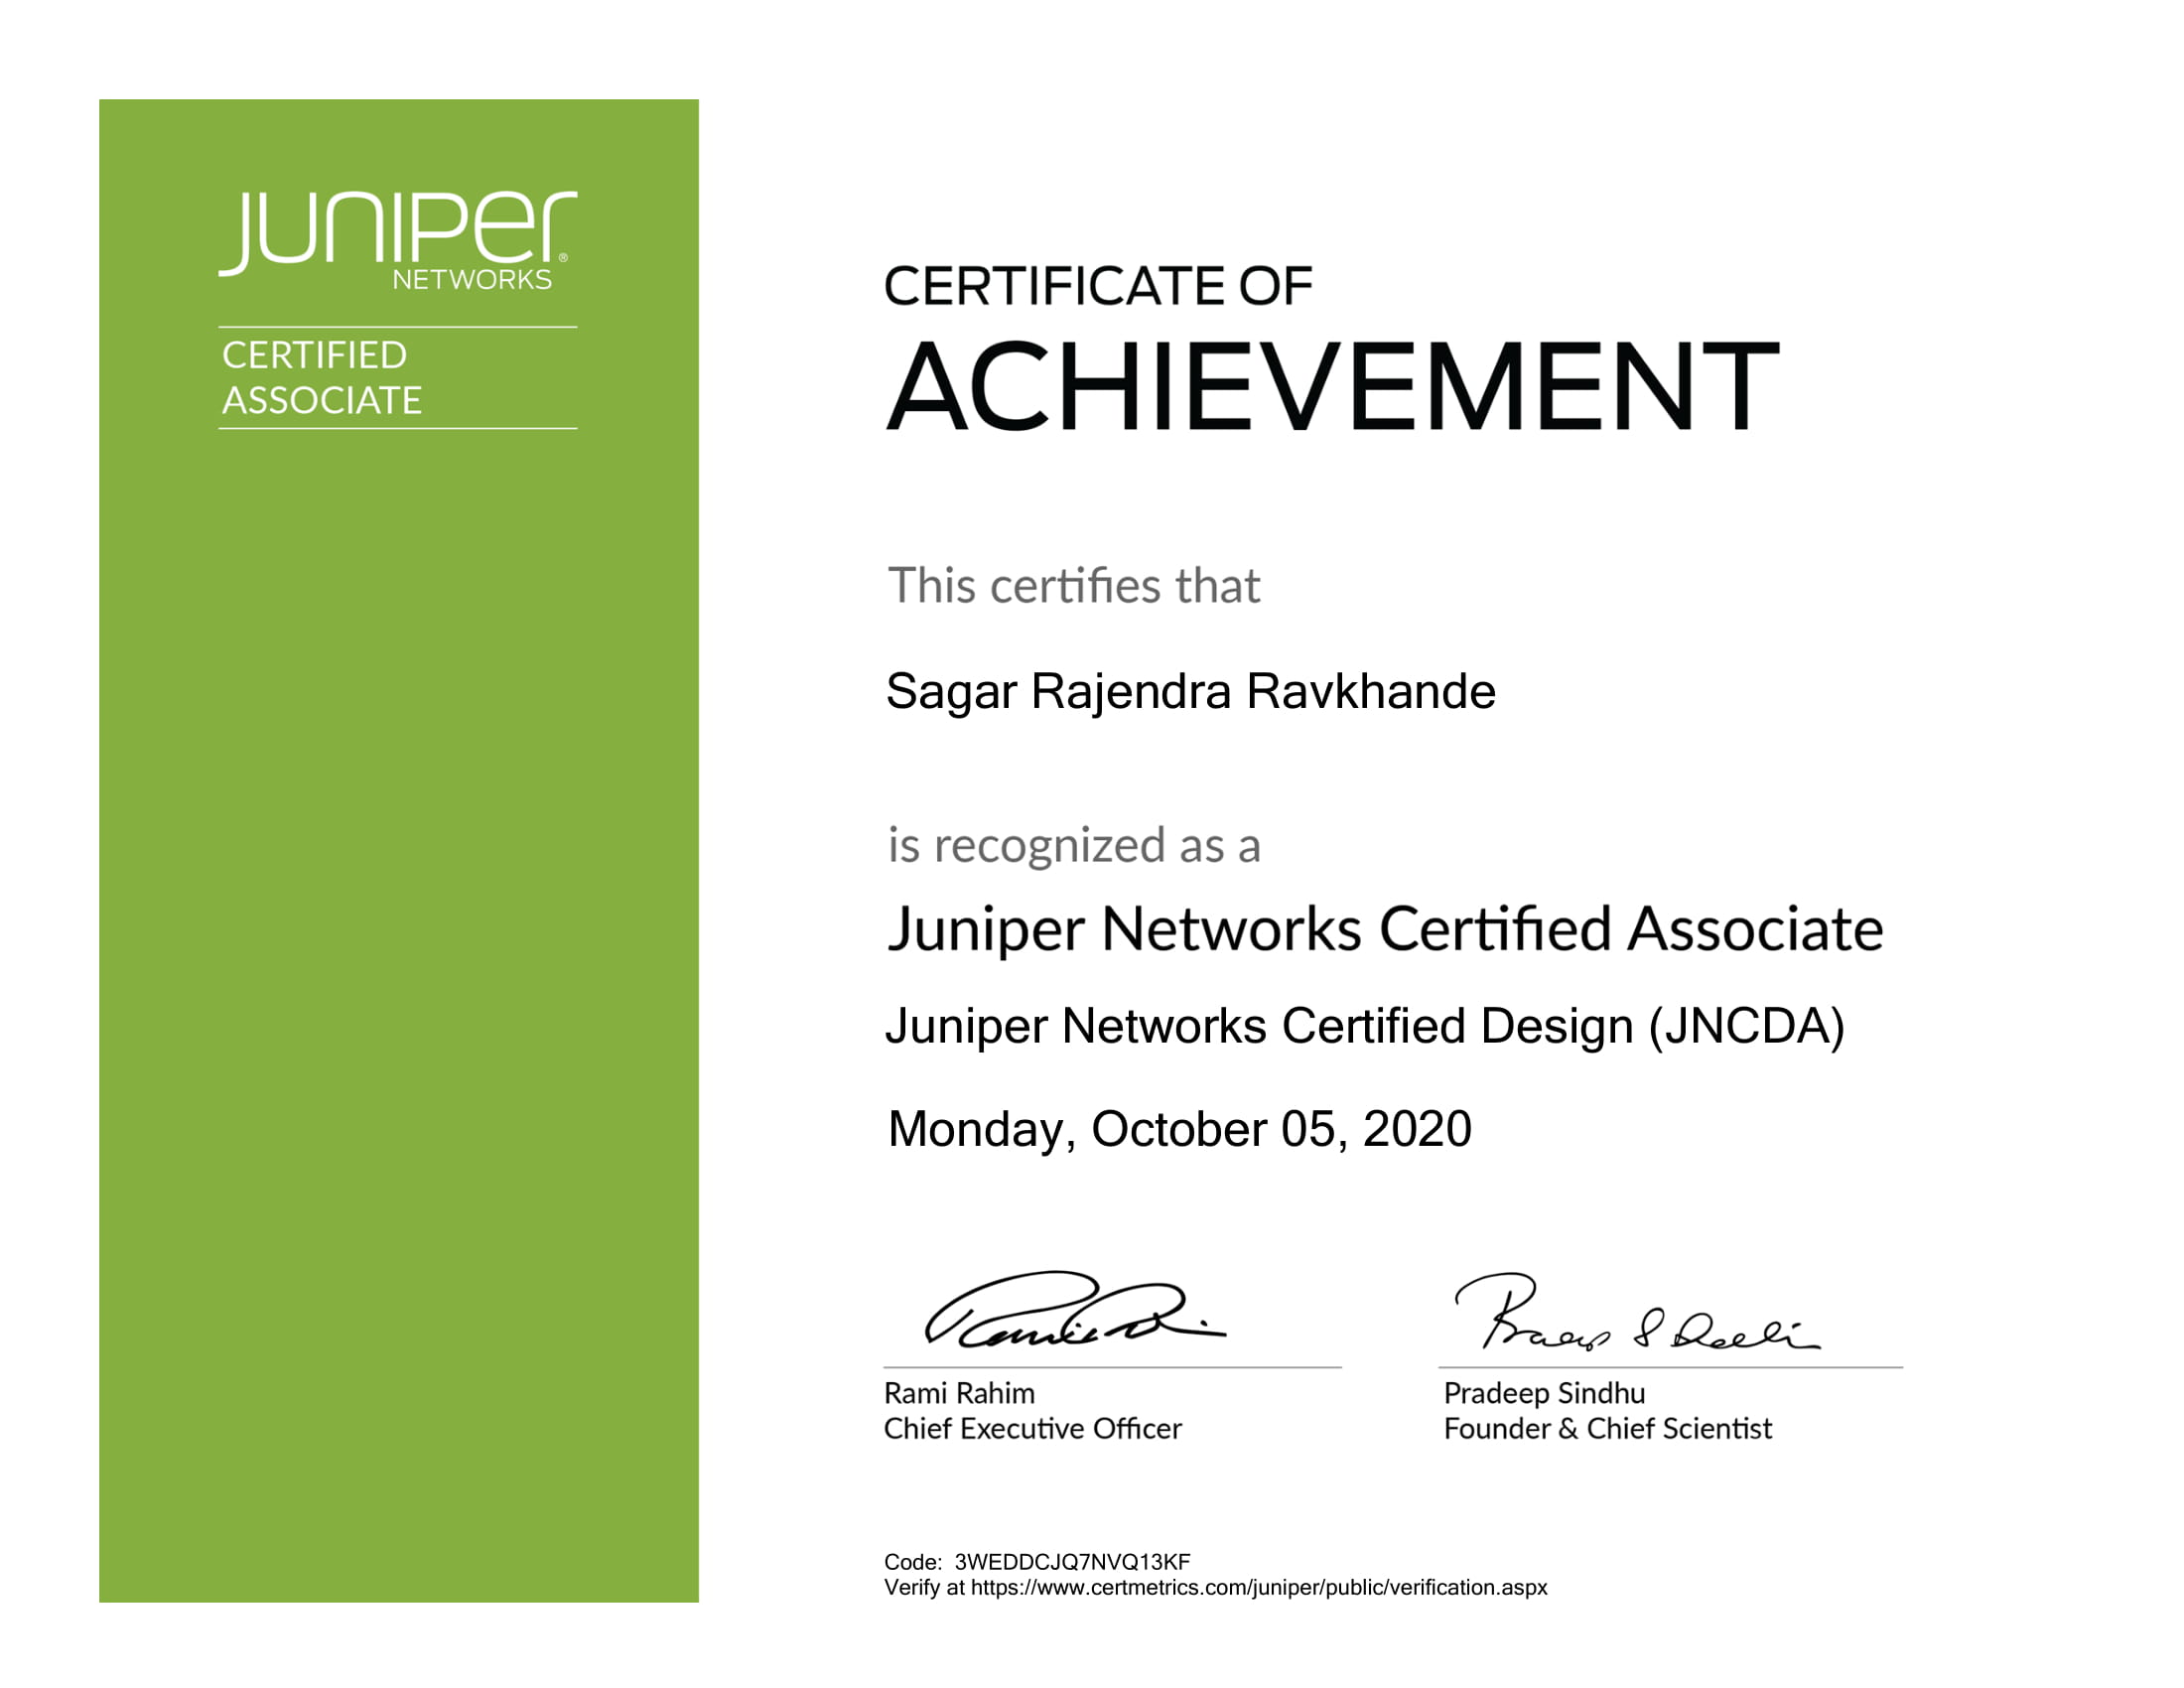 Juniper®
NETWORKS
CERTIFIED
ASSOCIATE
CERTIFICATE OF
ACHIEVEMENT
This certifies that
Sagar Rajendra Ravkhande
is recognized as a
Juniper Networks Certified Associate
Juniper Networks Certified Design (JNCDA)
Monday, October 05, 2020
Rami Rahim
Chief Executive Officer
Pradeep Sindhu
Founder & Chief Scientist
Code: 3WEDDCJQ7NVQ13KF
Verify at https://www.certmetrics.com/juniper/public/verification.aspx